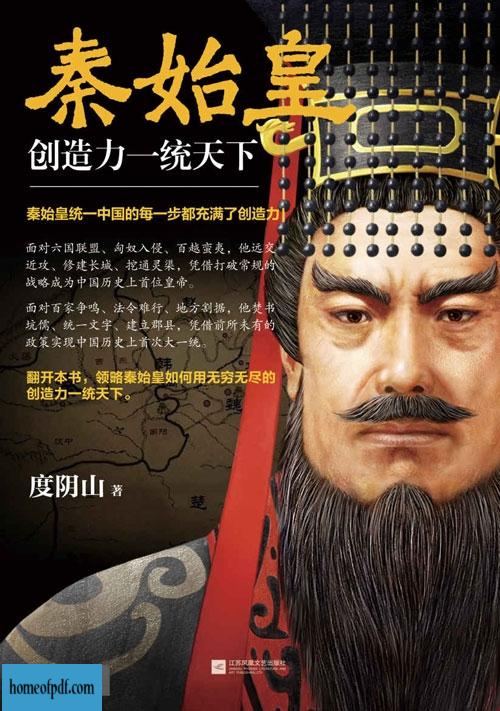 秦始皇
创造力一统天下
秦始皇统一中国的每一步都充满了创造力!
面对六国联盟、匈奴入侵、百越蛮夷，他远交
近攻、修建长城、挖通灵渠，凭借打破常规的
战略成为中国历史上首位皇帝。
面对百家争鸣、法令难行、地方割据，他焚书
坑儒、统一文字、建立郡县，凭借前所未有的
政策实现中国历史上首次大一统。
翻开本书，领略秦始皇如何用无穷无尽的
创造力一统天下。
韩
魏
楚
度阴山 著
江苏凤凰文艺出版社
homeofpdf.com